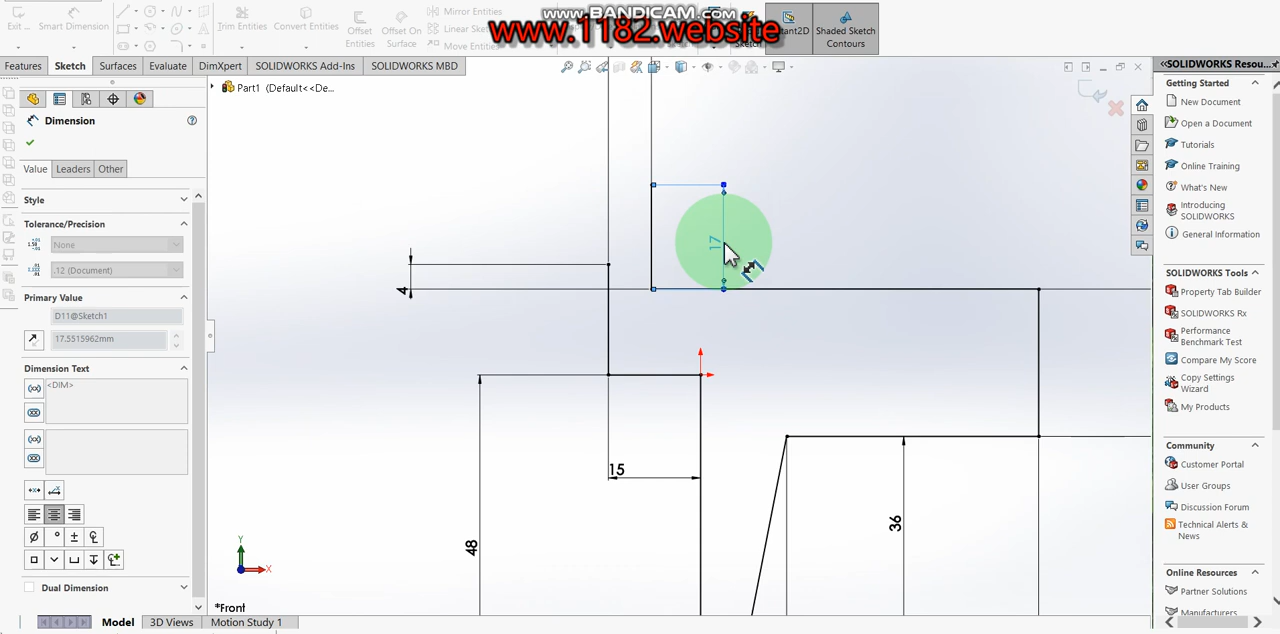 www.BANDICAM.com
www.1182.website
Exit...
Smart Dimension
Trim Entities
Convert Entities
Offset Entities
Offset On Surface
Mirror Entities
Linear Sketch
Move Entities
Sketch
Instant2D
Shaded Sketch Contours
Features
Sketch
Surfaces
Evaluate
DimXpert
SOLIDWORKS Add-Ins
SOLIDWORKS MBD
Part1 (Default<<De...
Dimension
Value
Leaders
Other
Style
Tolerance/Precision
None
.12 (Document)
Primary Value
D11@Sketch1
17.5515962mm
Dimension Text
<DIM>
Dual Dimension
17
4
15
48
36
Y
X
*Front
Model
3D Views
Motion Study 1
SOLIDWORKS Resou...
Getting Started
New Document
Open a Document
Tutorials
Online Training
What's New
Introducing SOLIDWORKS
General Information
SOLIDWORKS Tools
Property Tab Builder
SOLIDWORKS Rx
Performance Benchmark Test
Compare My Score
Copy Settings Wizard
My Products
Community
Customer Portal
User Groups
Discussion Forum
Technical Alerts & News
Online Resources
Partner Solutions
Manufacturers